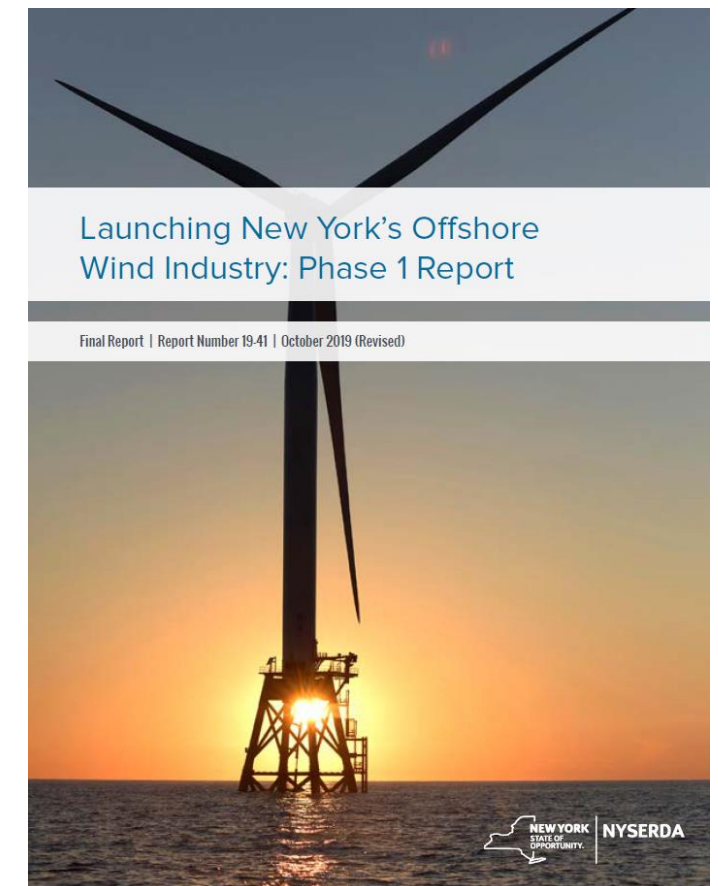 Launching New York's Offshore
Wind Industry: Phase 1 Report
Final Report | Report Number 19-41 | October 2019 (Revised)
NEW YORK
STATE OF
OPPORTUNITY.
NYSERDA